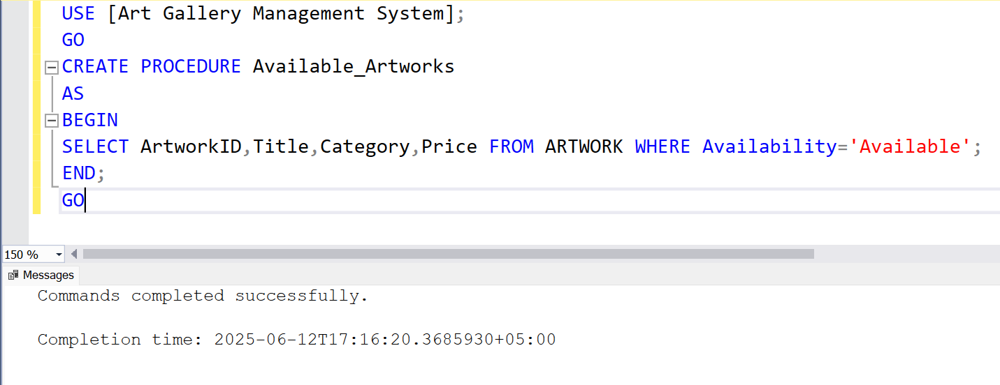 USE [Art Gallery Management System];
GO
CREATE PROCEDURE Available_Artworks
AS
BEGIN
SELECT ArtworkID,Title,Category,Price FROM ARTWORK WHERE Availability='Available';
END;
GO
150 %
Messages
Commands completed successfully.
Completion time: 2025-06-12T17:16:20.3685930+05:00